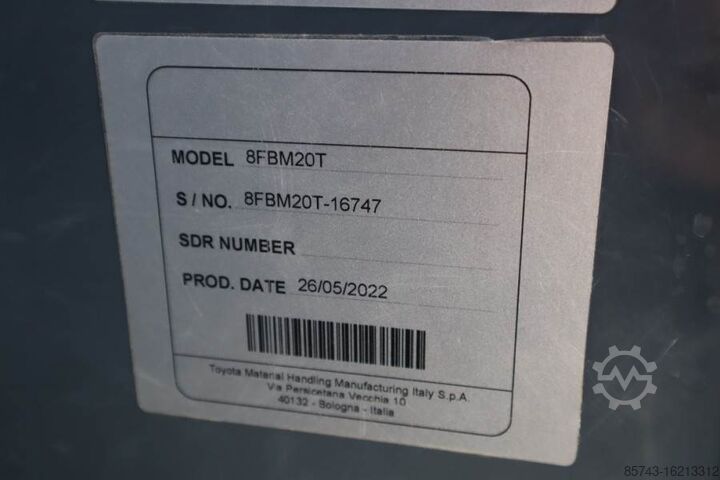 MODEL 8FBM20T
S / NO. 8FBM20T-16747
SDR NUMBER
PROD. DATE 26/05/2022
Toyota Material Handling Manufacturing Italy S.p.A.
Via Persicetana Vecchia 10
40132 - Bologna - Italia
85743-16213312